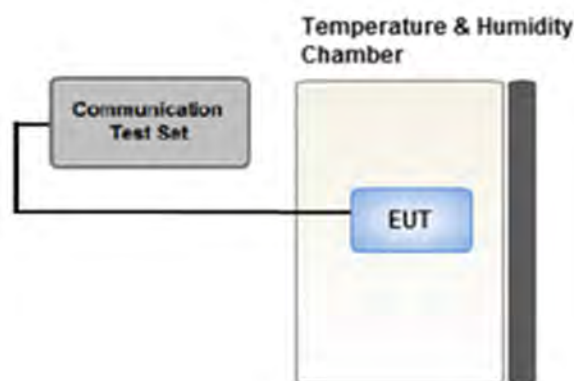 Temperature & Humidity
Chamber
Communication
Test Set
EUT